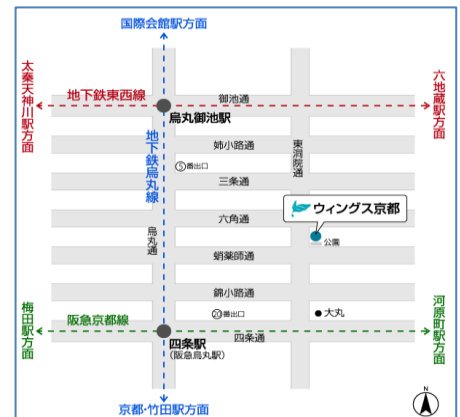 国際会館駅方面
太秦天神川駅方面
地下鉄東西線
御池通
六地蔵駅方面
烏丸御池駅
地下鉄烏丸線
姉小路通
東洞院通
⑤番出口
三条通
ウィングス京都
六角通
烏丸通
公園
蛸薬師通
錦小路通
梅田駅方面
⑳番出口
大丸
河原町駅方面
阪急京都線
四条通
四条駅
(阪急烏丸駅)
京都・竹田駅方面
N